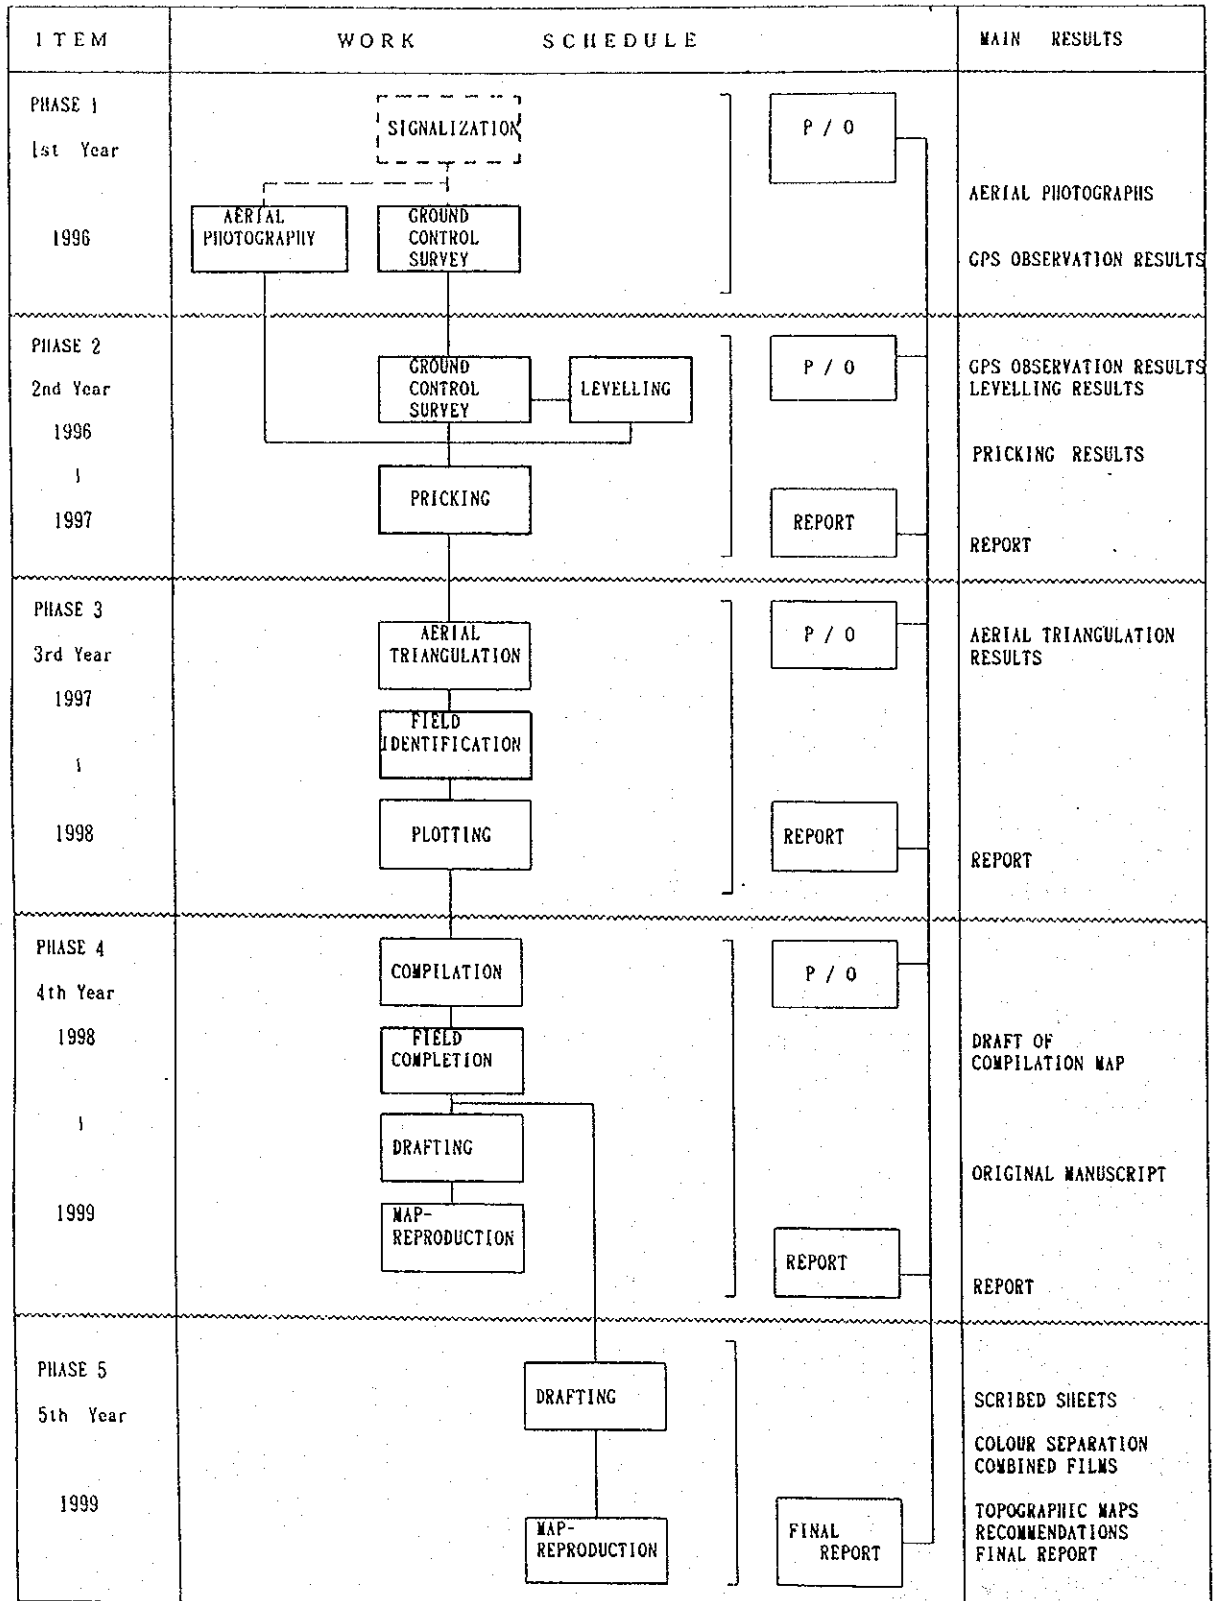 ITEM WORK SCHEDULE MAIN RESULTS
PHASE 1
1st Year
1996
SIGNALIZATION
AERIAL
PHOTOGRAPHY
GROUND
CONTROL
SURVEY
P / O
AERIAL PHOTOGRAPHS
GPS OBSERVATION RESULTS
PHASE 2
2nd Year
1996
~
1997
GROUND
CONTROL
SURVEY
LEVELLING
PRICKING
P / O
REPORT
GPS OBSERVATION RESULTS
LEVELLING RESULTS
PRICKING RESULTS
REPORT
PHASE 3
3rd Year
1997
~
1998
AERIAL
TRIANGULATION
FIELD
IDENTIFICATION
PLOTTING
P / O
REPORT
AERIAL TRIANGULATION
RESULTS
REPORT
PHASE 4
4th Year
1998
~
1999
COMPILATION
FIELD
COMPLETION
DRAFTING
MAP-
REPRODUCTION
P / O
REPORT
DRAFT OF
COMPILATION MAP
ORIGINAL MANUSCRIPT
REPORT
PHASE 5
5th Year
1999
DRAFTING
MAP-
REPRODUCTION
FINAL
REPORT
SCRIBED SHEETS
COLOUR SEPARATION
COMBINED FILMS
TOPOGRAPHIC MAPS
RECOMMENDATIONS
FINAL REPORT